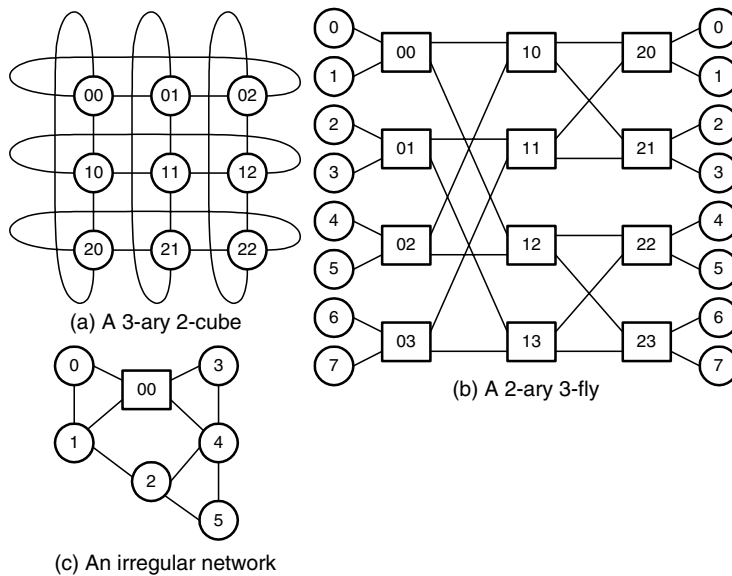 00 01 02
10 11 12
20 21 22
(a) A 3-ary 2-cube
0 00 10 20 0
1 1
2 01 11 21 2
3 3
4 02 12 22 4
5 5
6 03 13 23 6
7 7
(b) A 2-ary 3-fly
0 00 3
1 4
2
5
(c) An irregular network